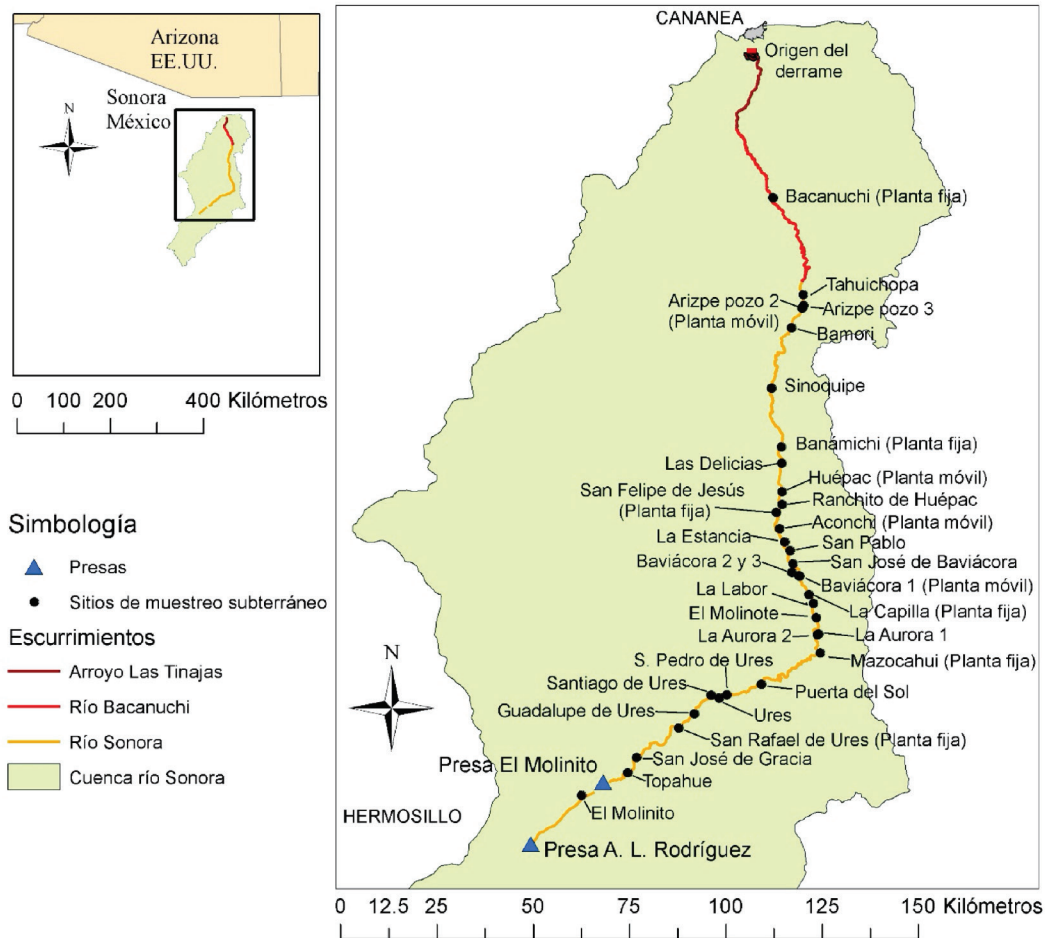 Arizona
EE.UU.
N
Sonora
México
0 100 200 400 Kilómetros
Simbología
Presas
Sitios de muestreo subterráneo
Escurrimientos
Arroyo Las Tinajas
Río Bacanuchi
Río Sonora
Cuenca río Sonora
CANANEA
Origen del
derrame
Bacanuchi (Planta fija)
Tahuichopa
Arizpe pozo 2
(Planta móvil)
Arizpe pozo 3
Bamori
Sinoquipe
Banámichi (Planta fija)
Las Delicias
Huépac (Planta móvil)
San Felipe de Jesús
(Planta fija)
Ranchito de Huépac
Aconchi (Planta móvil)
La Estancia
San Pablo
San José de Baviácora
Baviácora 2 y 3
Baviácora 1 (Planta móvil)
La Labor
La Capilla (Planta fija)
El Molinote
La Aurora 2
La Aurora 1
Mazocahui (Planta fija)
S. Pedro de Ures
Santiago de Ures
Puerta del Sol
Ures
Guadalupe de Ures
San Rafael de Ures (Planta fija)
San José de Gracia
Presa El Molinito
Topahue
El Molinito
HERMOSILLO
Presa A. L. Rodríguez
N
0 12.5 25 50 75 100 125 150 Kilómetros